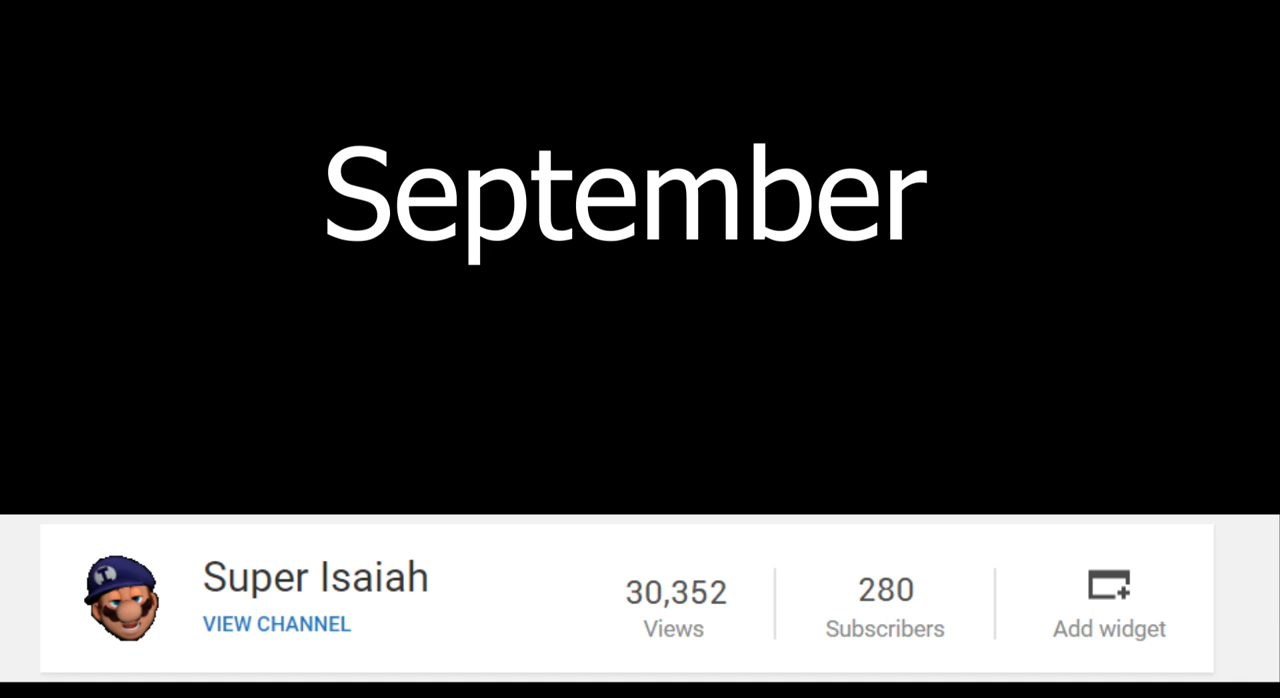 September
Super Isaiah
VIEW CHANNEL
30,352
Views
280
Subscribers
Add widget